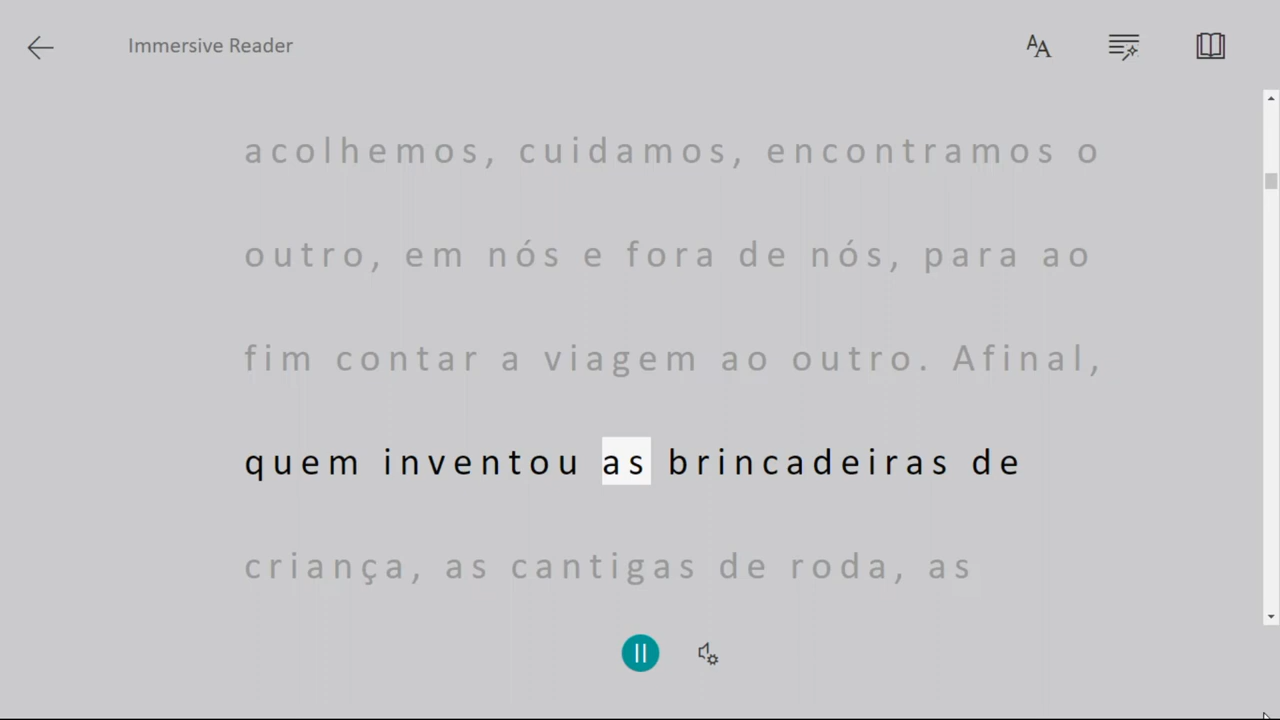 Immersive Reader
acolhemos, cuidamos, encontramos o
outro, em nós e fora de nós, para ao
fim contar a viagem ao outro. Afinal,
quem inventou as brincadeiras de
criança, as cantigas de roda, as